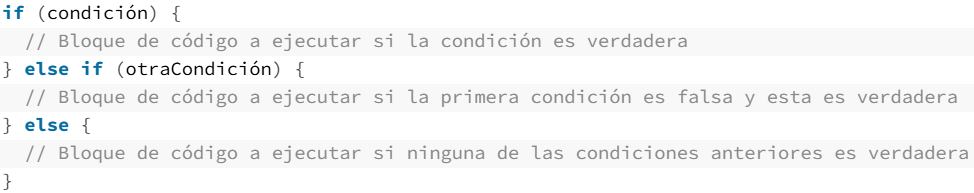 if (condición) {
  // Bloque de código a ejecutar si la condición es verdadera
} else if (otraCondición) {
  // Bloque de código a ejecutar si la primera condición es falsa y esta es verdadera
} else {
  // Bloque de código a ejecutar si ninguna de las condiciones anteriores es verdadera
}